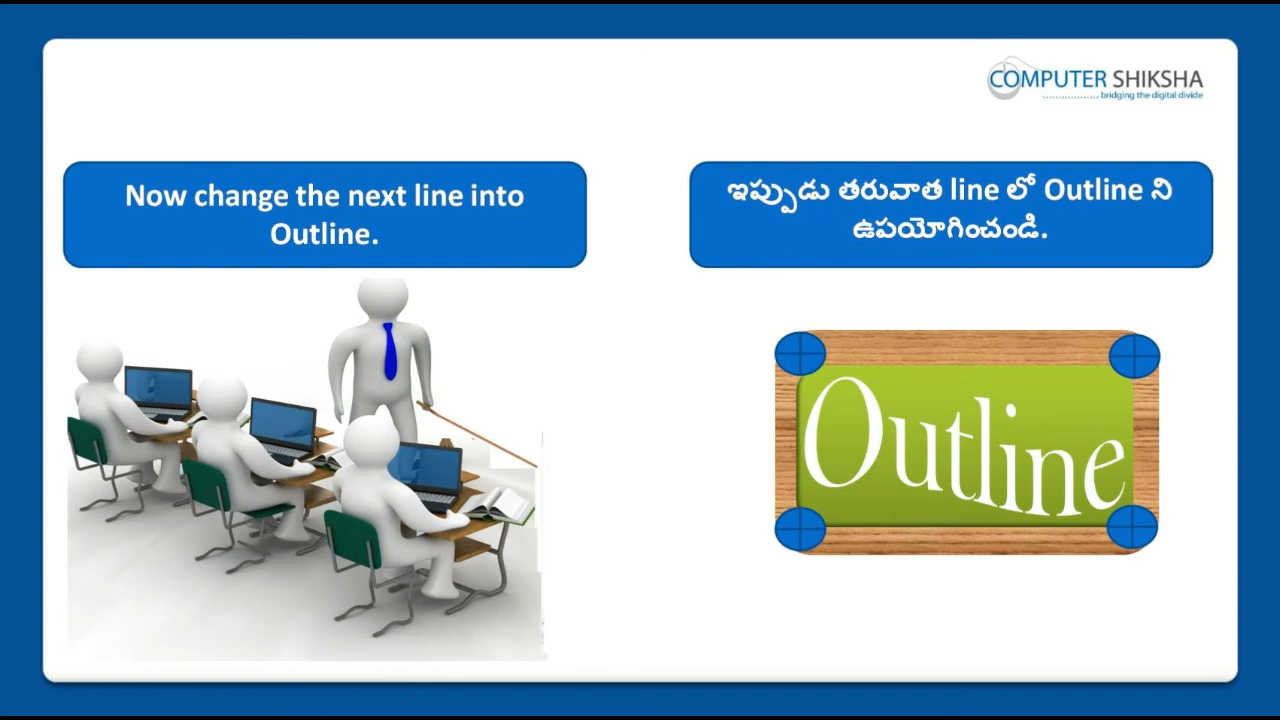 COMPUTER SHIKSHA
bridging the digital divide
Now change the next line into
Outline.
ఇప్పుడు తరువాత line లో Outline ని
ఉపయోగించండి.
Outline